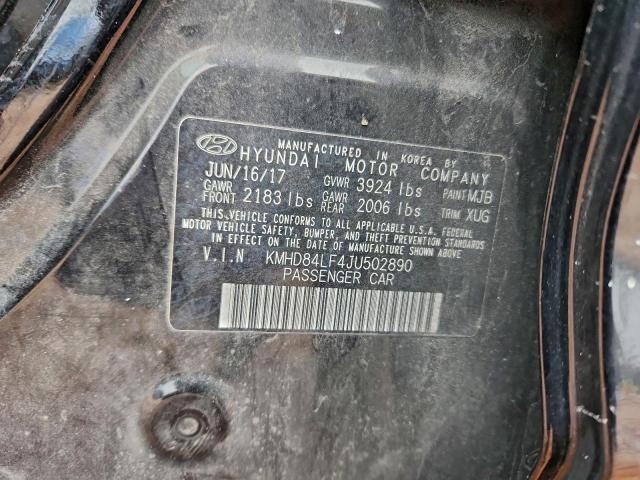 MANUFACTURED IN KOREA BY
HYUNDAI MOTOR COMPANY
JUN/16/17 GVWR 3924 lbs PAINT MJB
GAWR FRONT 2183 lbs GAWR REAR 2006 lbs TRIM XUG
THIS VEHICLE CONFORMS TO ALL APPLICABLE U.S.A. FEDERAL
MOTOR VEHICLE SAFETY, BUMPER, AND THEFT PREVENTION STANDARDS
IN EFFECT ON THE DATE OF MANUFACTURE SHOWN ABOVE
V.I.N KMHD84LF4JU502890
PASSENGER CAR